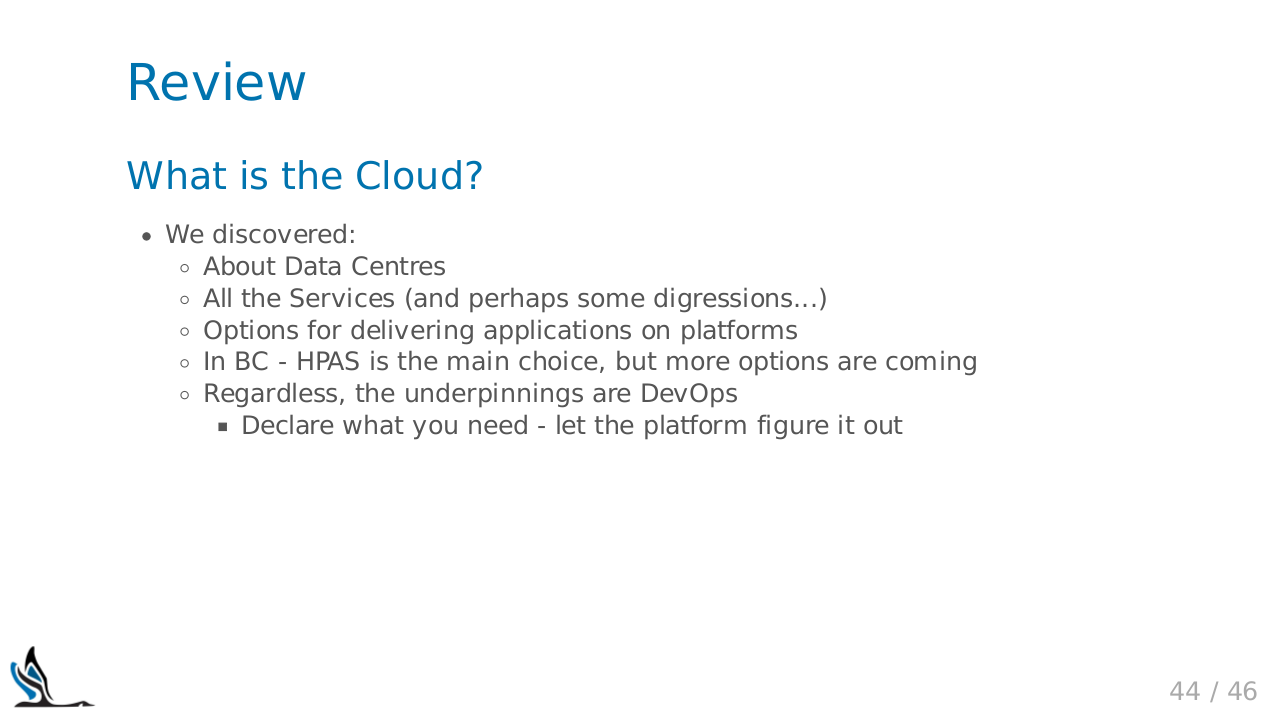 Review
What is the Cloud?
• We discovered:
◦ About Data Centres
◦ All the Services (and perhaps some digressions...)
◦ Options for delivering applications on platforms
◦ In BC - HPAS is the main choice, but more options are coming
◦ Regardless, the underpinnings are DevOps
▪ Declare what you need - let the platform figure it out
44 / 46